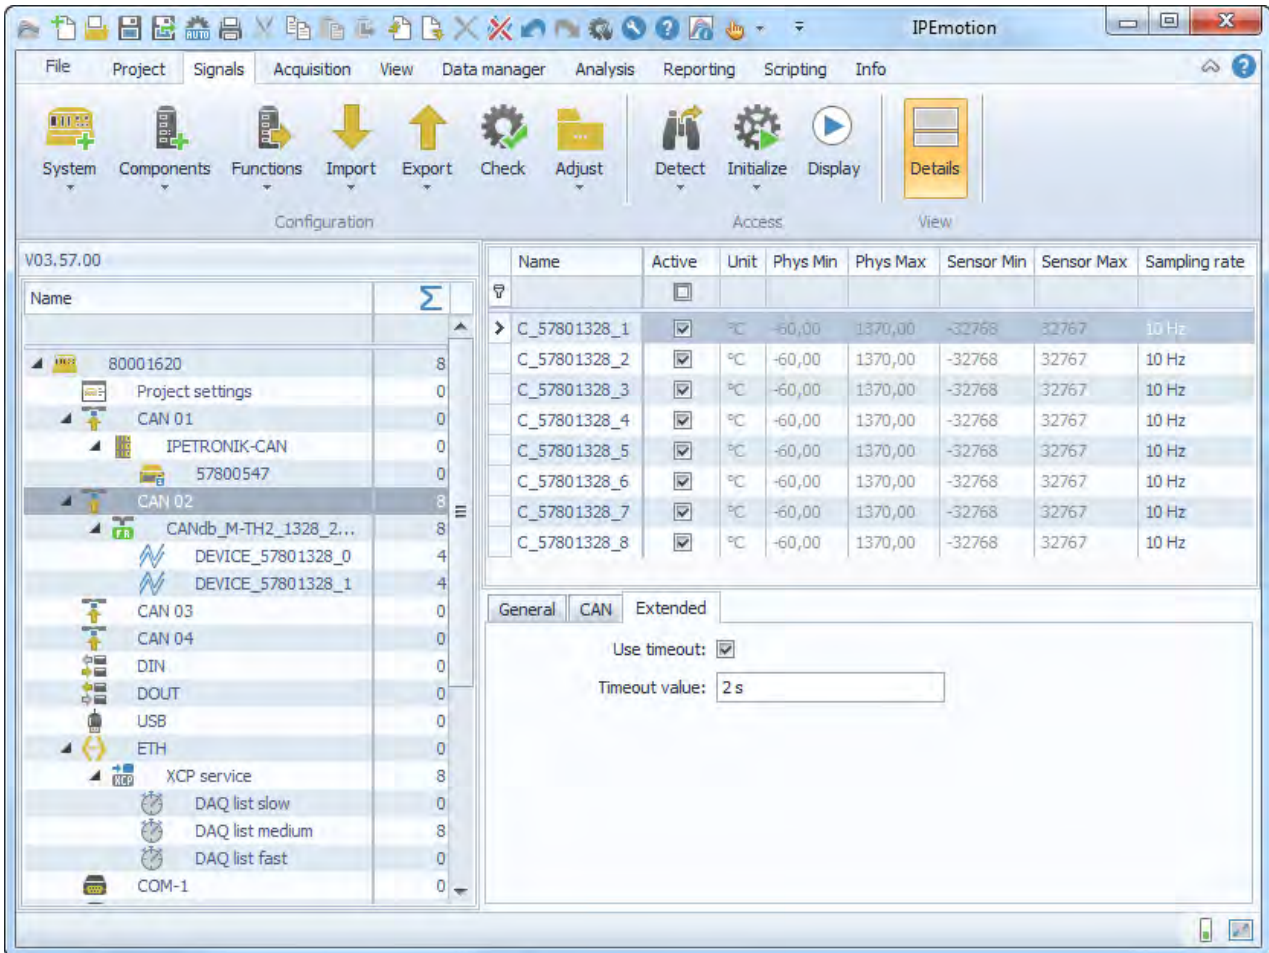 IPEmotion
File Project Signals Acquisition View Data manager Analysis Reporting Scripting Info
System Components Functions Import Export Check Adjust Detect Initialize Display Details
Configuration Access View
V03.57.00
Name
80001620 8
Project settings 0
CAN 01 0
IPETRONIK-CAN 0
57800547 0
CAN 02 8
CANdb_M-TH2_1328_2... 8
DEVICE_57801328_0 4
DEVICE_57801328_1 4
CAN 03 0
CAN 04 0
DIN 0
DOUT 0
USB 0
ETH 0
XCP service 8
DAQ list slow 0
DAQ list medium 8
DAQ list fast 0
COM-1 0
Name Active Unit Phys Min Phys Max Sensor Min Sensor Max Sampling rate
C_57801328_1 °C -60,00 1370,00 -32768 32767 10 Hz
C_57801328_2 °C -60,00 1370,00 -32768 32767 10 Hz
C_57801328_3 °C -60,00 1370,00 -32768 32767 10 Hz
C_57801328_4 °C -60,00 1370,00 -32768 32767 10 Hz
C_57801328_5 °C -60,00 1370,00 -32768 32767 10 Hz
C_57801328_6 °C -60,00 1370,00 -32768 32767 10 Hz
C_57801328_7 °C -60,00 1370,00 -32768 32767 10 Hz
C_57801328_8 °C -60,00 1370,00 -32768 32767 10 Hz
General CAN Extended
Use timeout:
Timeout value: 2 s